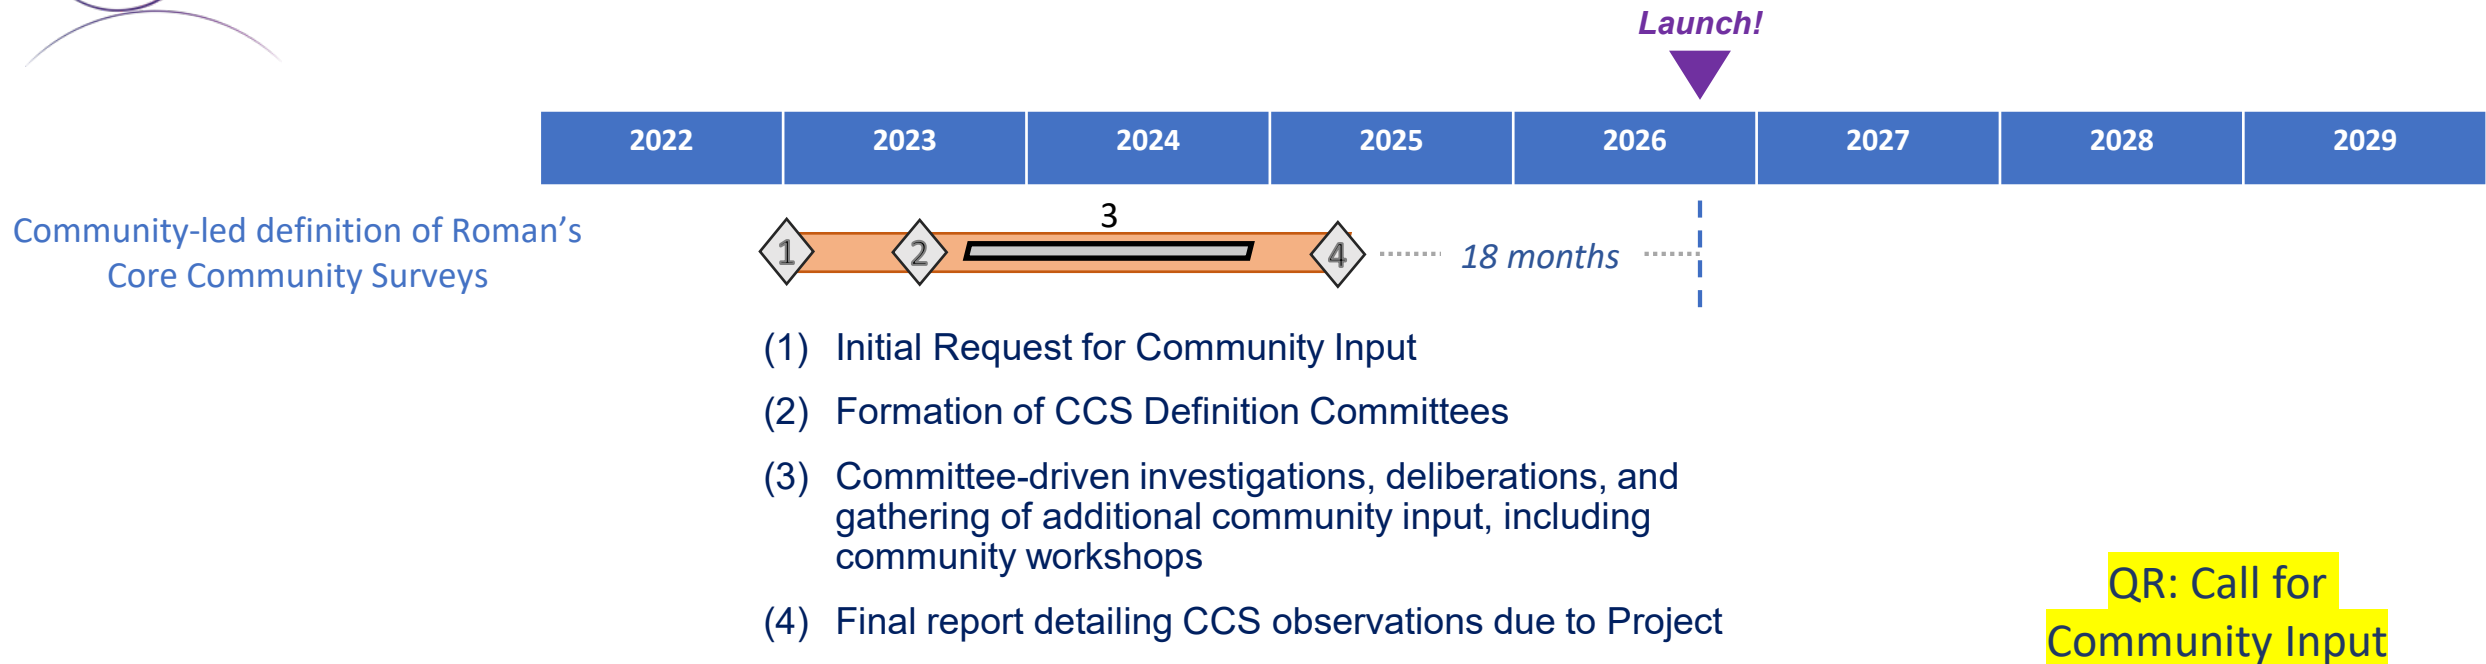 Launch!
2022 2023 2024 2025 2026 2027 2028 2029
Community-led definition of Roman’s
Core Community Surveys
1 2 3 4 18 months
(1) Initial Request for Community Input
(2) Formation of CCS Definition Committees
(3) Committee-driven investigations, deliberations, and
gathering of additional community input, including
community workshops
(4) Final report detailing CCS observations due to Project
QR: Call for
Community Input